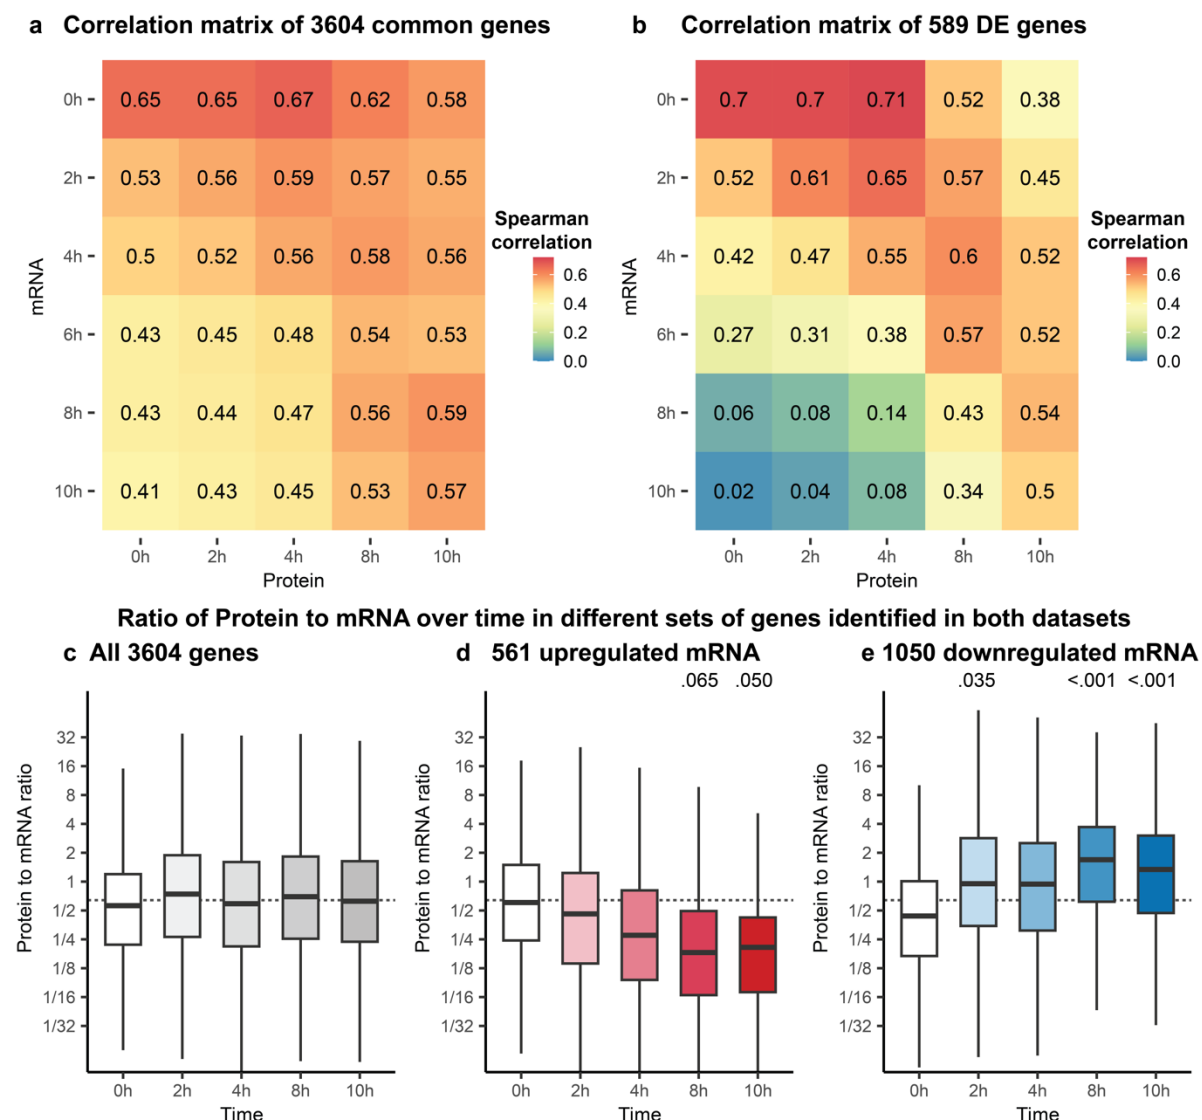 a Correlation matrix of 3604 common genes
0h 0.65 0.65 0.67 0.62 0.58
2h 0.53 0.56 0.59 0.57 0.55
4h 0.5 0.52 0.56 0.58 0.56
6h 0.43 0.45 0.48 0.54 0.53
8h 0.43 0.44 0.47 0.56 0.59
10h 0.41 0.43 0.45 0.53 0.57
mRNA
0h 2h 4h 8h 10h
Protein
Spearman
correlation
0.6
0.4
0.2
0.0
b Correlation matrix of 589 DE genes
0h 0.7 0.7 0.71 0.52 0.38
2h 0.52 0.61 0.65 0.57 0.45
4h 0.42 0.47 0.55 0.6 0.52
6h 0.27 0.31 0.38 0.57 0.52
8h 0.06 0.08 0.14 0.43 0.54
10h 0.02 0.04 0.08 0.34 0.5
mRNA
0h 2h 4h 8h 10h
Protein
Spearman
correlation
0.6
0.4
0.2
0.0
Ratio of Protein to mRNA over time in different sets of genes identified in both datasets
c All 3604 genes
Protein to mRNA ratio
32
16
8
4
2
1
1/2
1/4
1/8
1/16
1/32
0h 2h 4h 8h 10h
Time
d 561 upregulated mRNA
.065 .050
Protein to mRNA ratio
32
16
8
4
2
1
1/2
1/4
1/8
1/16
1/32
0h 2h 4h 8h 10h
Time
e 1050 downregulated mRNA
.035 <.001 <.001
Protein to mRNA ratio
32
16
8
4
2
1
1/2
1/4
1/8
1/16
1/32
0h 2h 4h 8h 10h
Time